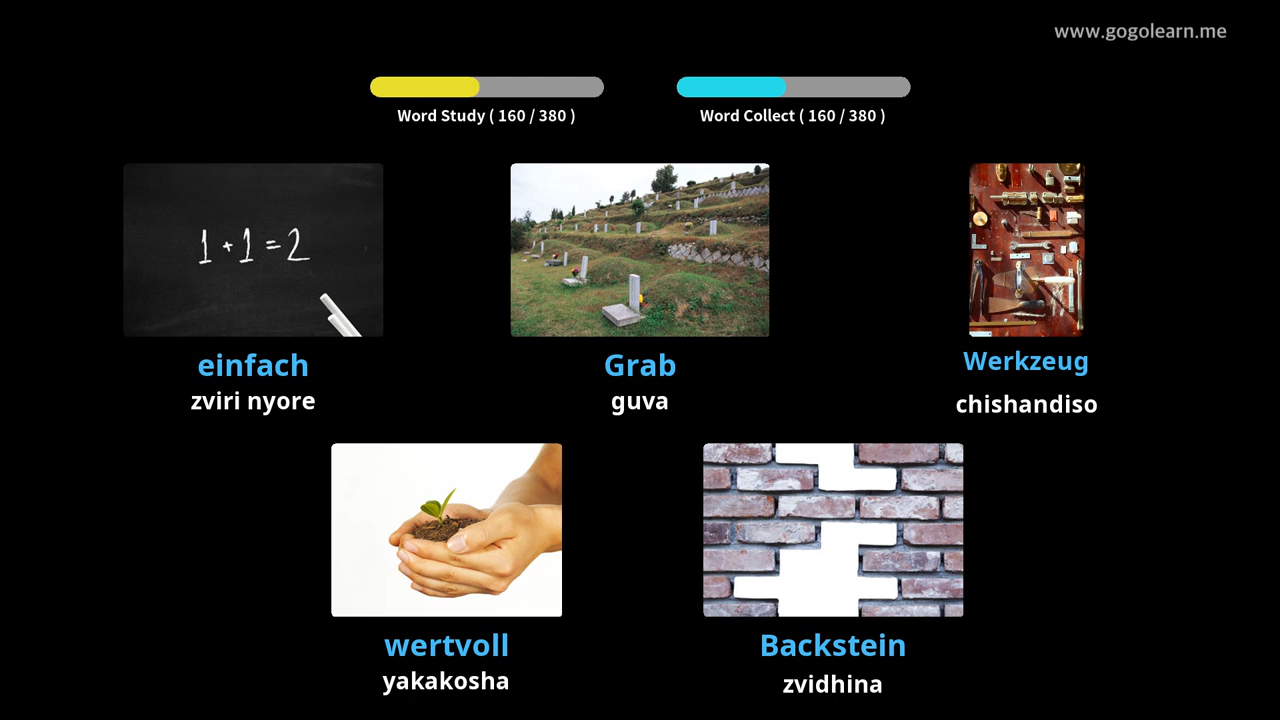 www.gogolearn.me
Word Study ( 160 / 380 )
Word Collect ( 160 / 380 )
1 + 1 = 2
einfach
zviri nyore
Grab
guva
Werkzeug
chishandiso
wertvoll
yakakosha
Backstein
zvidhina